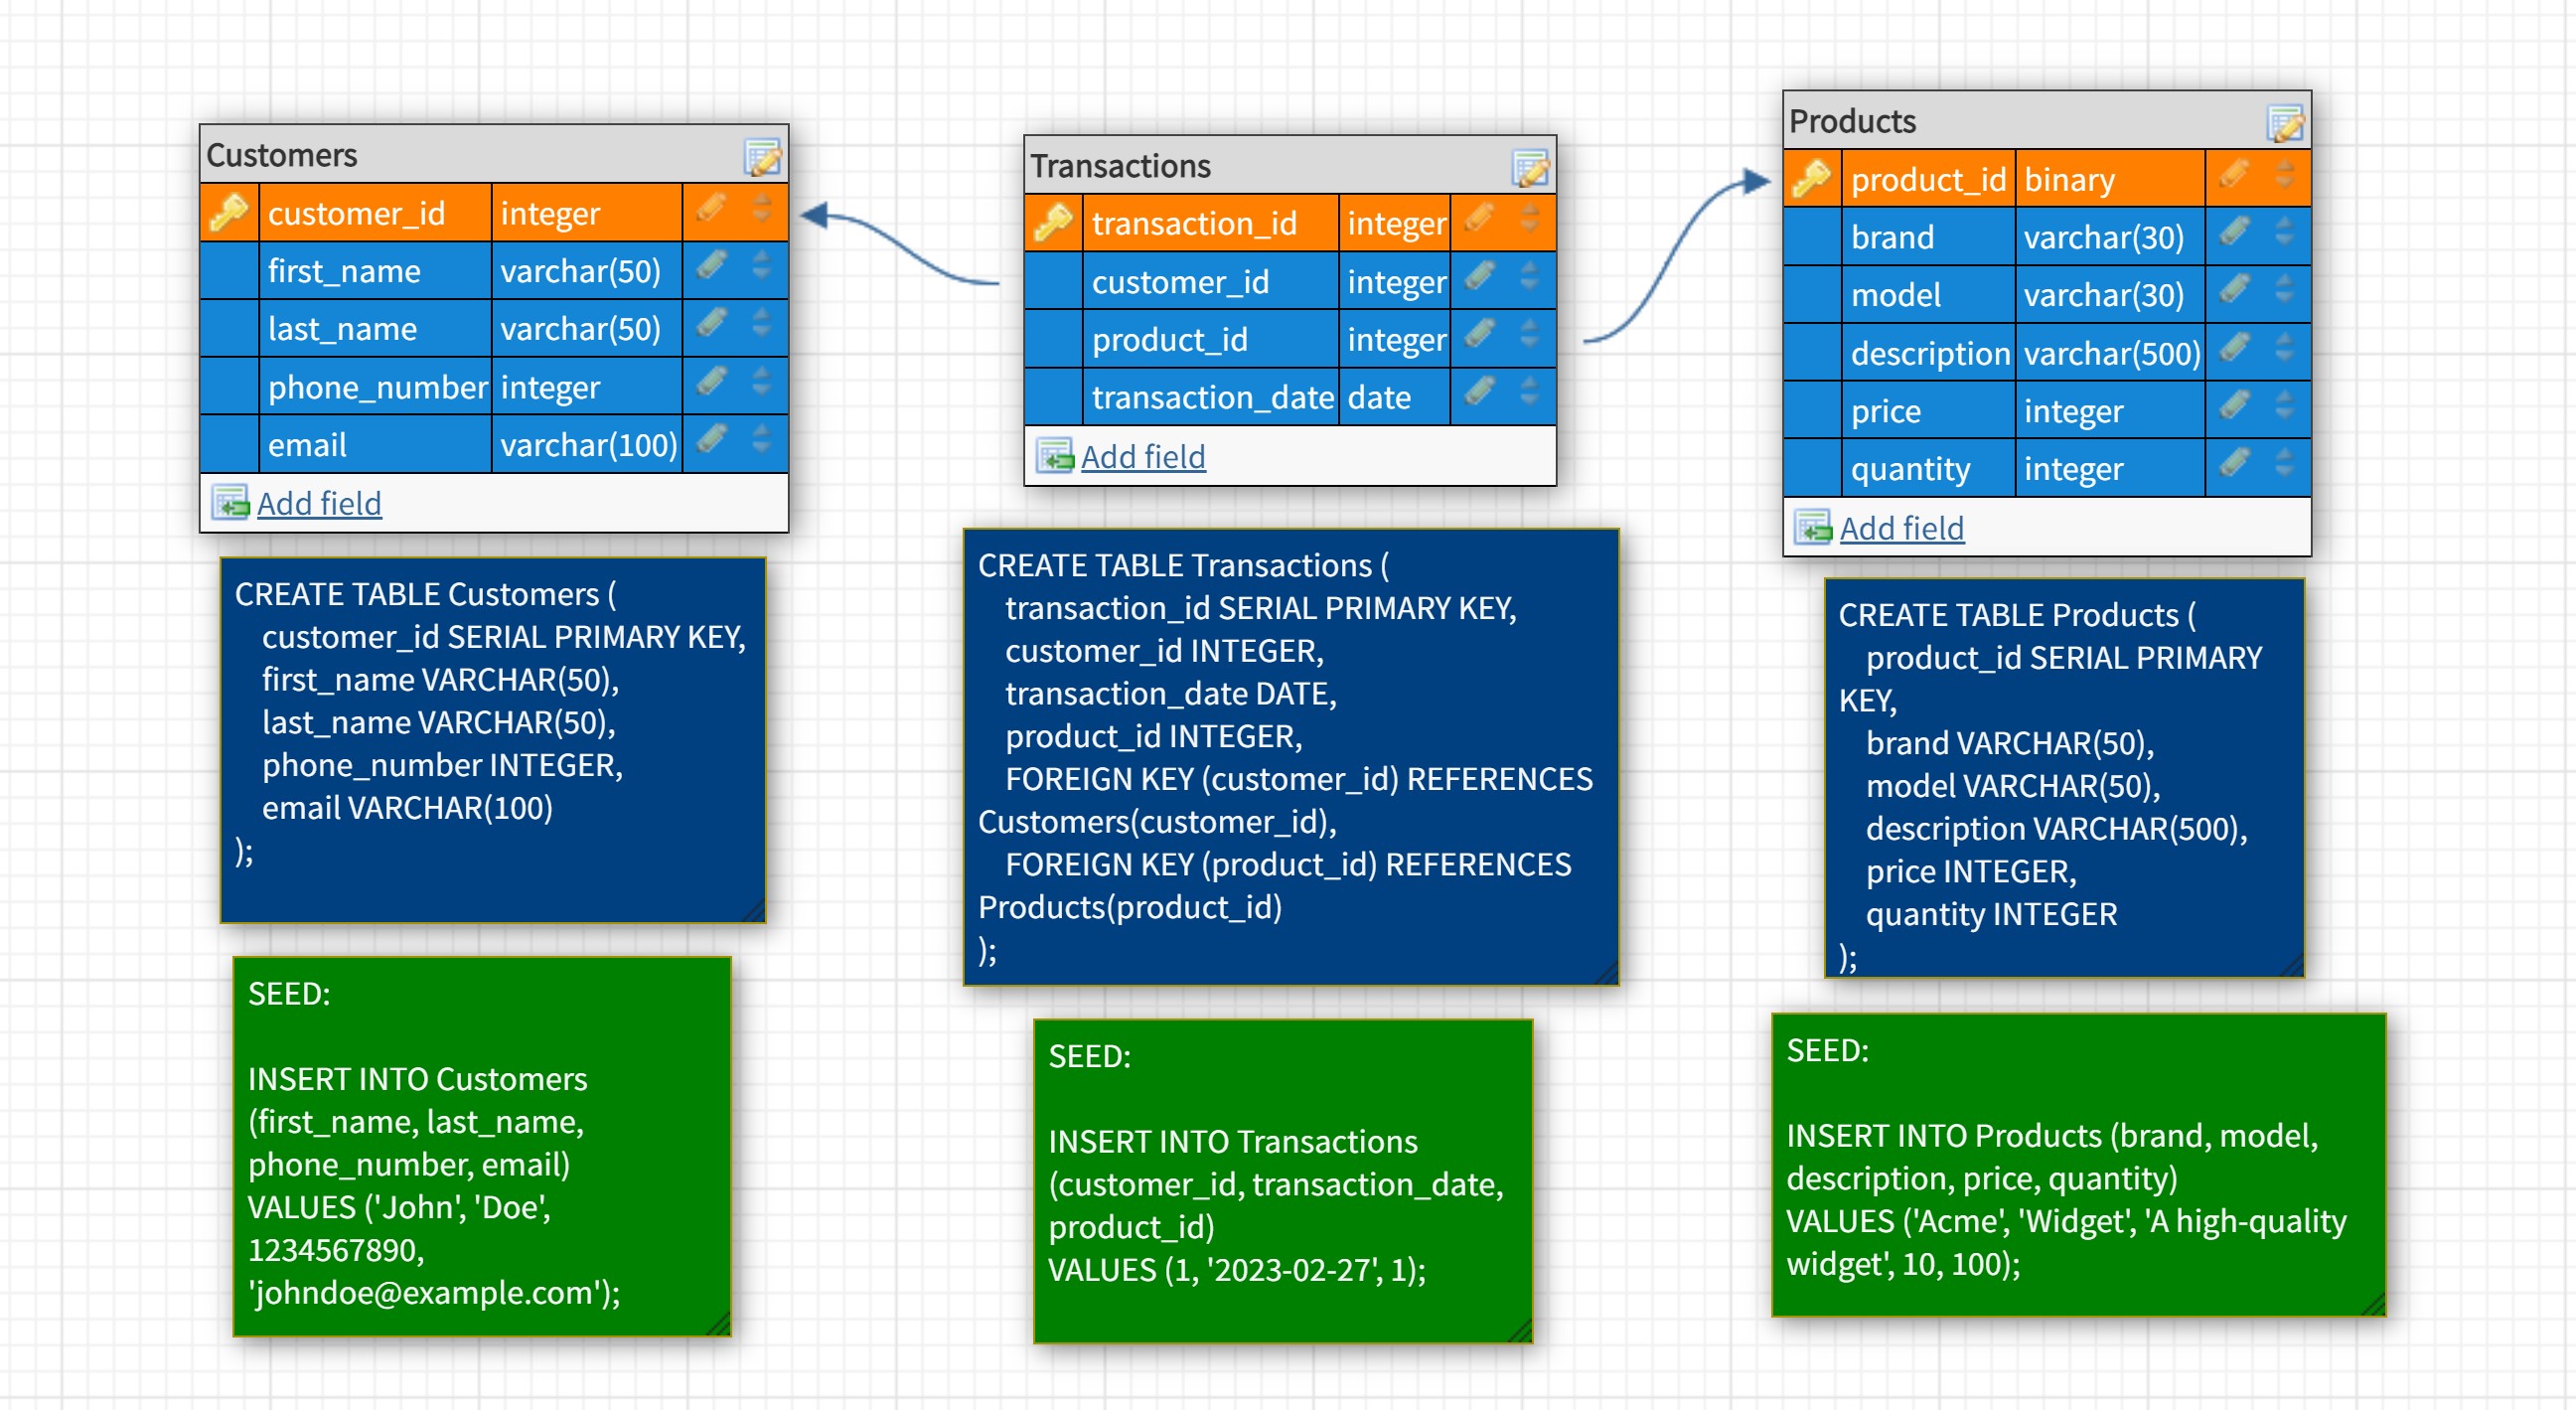 Customers
customer_id integer
first_name varchar(50)
last_name varchar(50)
phone_number integer
email varchar(100)
Add field
CREATE TABLE Customers (
customer_id SERIAL PRIMARY KEY,
first_name VARCHAR(50),
last_name VARCHAR(50),
phone_number INTEGER,
email VARCHAR(100)
);
SEED:
INSERT INTO Customers
(first_name, last_name,
phone_number, email)
VALUES ('John', 'Doe',
1234567890,
'johndoe@example.com');
Transactions
transaction_id integer
customer_id integer
product_id integer
transaction_date date
Add field
CREATE TABLE Transactions (
transaction_id SERIAL PRIMARY KEY,
customer_id INTEGER,
transaction_date DATE,
product_id INTEGER,
FOREIGN KEY (customer_id) REFERENCES
Customers(customer_id),
FOREIGN KEY (product_id) REFERENCES
Products(product_id)
);
SEED:
INSERT INTO Transactions
(customer_id, transaction_date,
product_id)
VALUES (1, '2023-02-27', 1);
Products
product_id binary
brand varchar(30)
model varchar(30)
description varchar(500)
price integer
quantity integer
Add field
CREATE TABLE Products (
product_id SERIAL PRIMARY
KEY,
brand VARCHAR(50),
model VARCHAR(50),
description VARCHAR(500),
price INTEGER,
quantity INTEGER
);
SEED:
INSERT INTO Products (brand, model,
description, price, quantity)
VALUES ('Acme', 'Widget', 'A high-quality
widget', 10, 100);